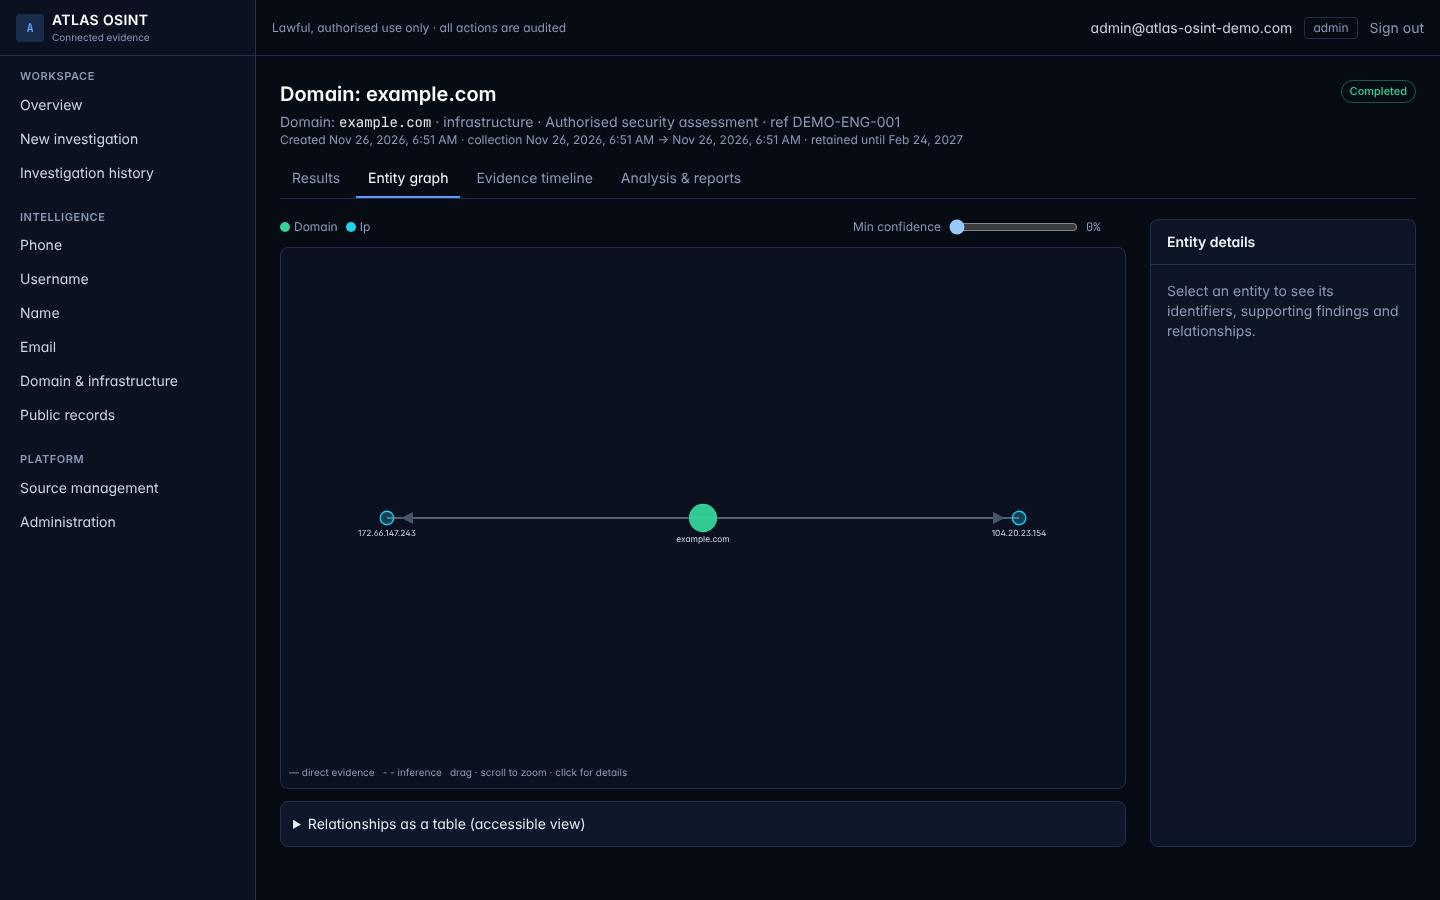 A
ATLAS OSINT
Connected evidence
Lawful, authorised use only · all actions are audited
admin@atlas-osint-demo.com
admin
Sign out
WORKSPACE
Overview
New investigation
Investigation history
INTELLIGENCE
Phone
Username
Name
Email
Domain & infrastructure
Public records
PLATFORM
Source management
Administration
Domain: example.com
Completed
Domain: example.com · infrastructure · Authorised security assessment · ref DEMO-ENG-001
Created Nov 26, 2026, 6:51 AM · collection Nov 26, 2026, 6:51 AM → Nov 26, 2026, 6:51 AM · retained until Feb 24, 2027
Results
Entity graph
Evidence timeline
Analysis & reports
Domain
Ip
Min confidence
0%
172.66.147.243
example.com
104.20.23.154
— direct evidence - - inference drag · scroll to zoom · click for details
▶ Relationships as a table (accessible view)
Entity details
Select an entity to see its
identifiers, supporting findings and
relationships.